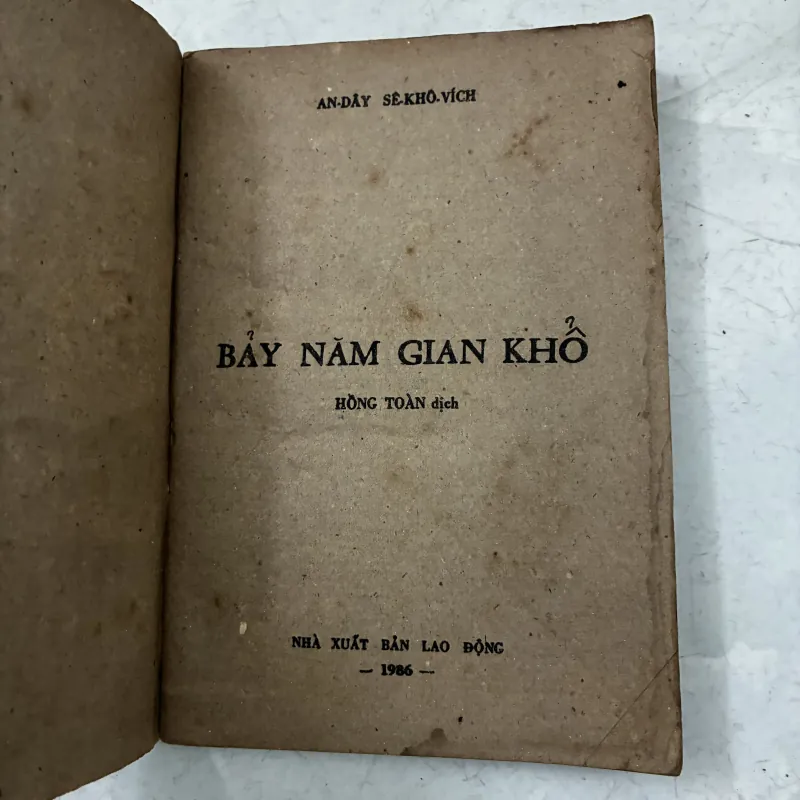 AN-DÂY SÊ-KHÔ-VÍCH
BẢY NĂM GIAN KHỔ
HỒNG TOÀN dịch
NHÀ XUẤT BẢN LAO ĐỘNG
— 1986 —